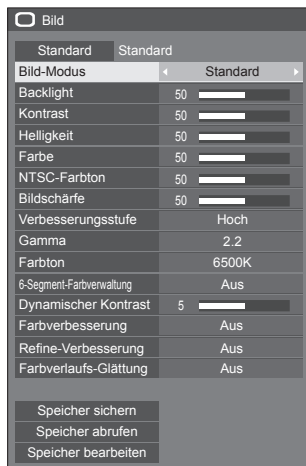 Bild
Standard Standard
Bild-Modus Standard
Backlight 50
Kontrast 50
Helligkeit 50
Farbe 50
NTSC-Farbton 50
Bildschärfe 50
Verbesserungsstufe Hoch
Gamma 2.2
Farbton 6500K
6-Segment-Farbverwaltung Aus
Dynamischer Kontrast 5
Farbverbesserung Aus
Refine-Verbesserung Aus
Farbverlaufs-Glättung Aus
Speicher sichern
Speicher abrufen
Speicher bearbeiten